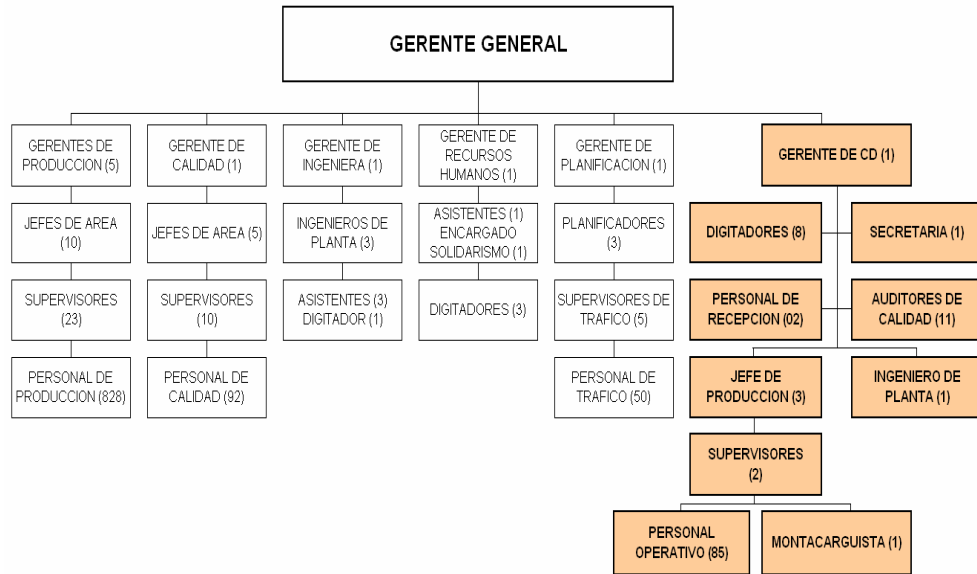 GERENTE GENERAL
GERENTES DE
PRODUCCION (5)
GERENTE DE
CALIDAD (1)
GERENTE DE
INGENIERA (1)
GERENTE DE
RECURSOS
HUMANOS (1)
GERENTE DE
PLANIFICACION (1)
GERENTE DE CD (1)
JEFES DE AREA
(10)
JEFES DE AREA (5)
INGENIEROS DE
PLANTA (3)
ASISTENTES (1)
ENCARGADO
SOLIDARISMO (1)
PLANIFICADORES
(3)
DIGITADORES (8)
SECRETARIA (1)
SUPERVISORES
(23)
SUPERVISORES
(10)
ASISTENTES (3)
DIGITADOR (1)
DIGITADORES (3)
SUPERVISORES DE
TRAFICO (5)
PERSONAL DE
RECEPCION (02)
AUDITORES DE
CALIDAD (11)
PERSONAL DE
PRODUCCION (828)
PERSONAL DE
CALIDAD (92)
PERSONAL DE
TRAFICO (50)
JEFE DE
PRODUCCION (3)
INGENIERO DE
PLANTA (1)
SUPERVISORES
(2)
PERSONAL
OPERATIVO (85)
MONTACARGUISTA (1)